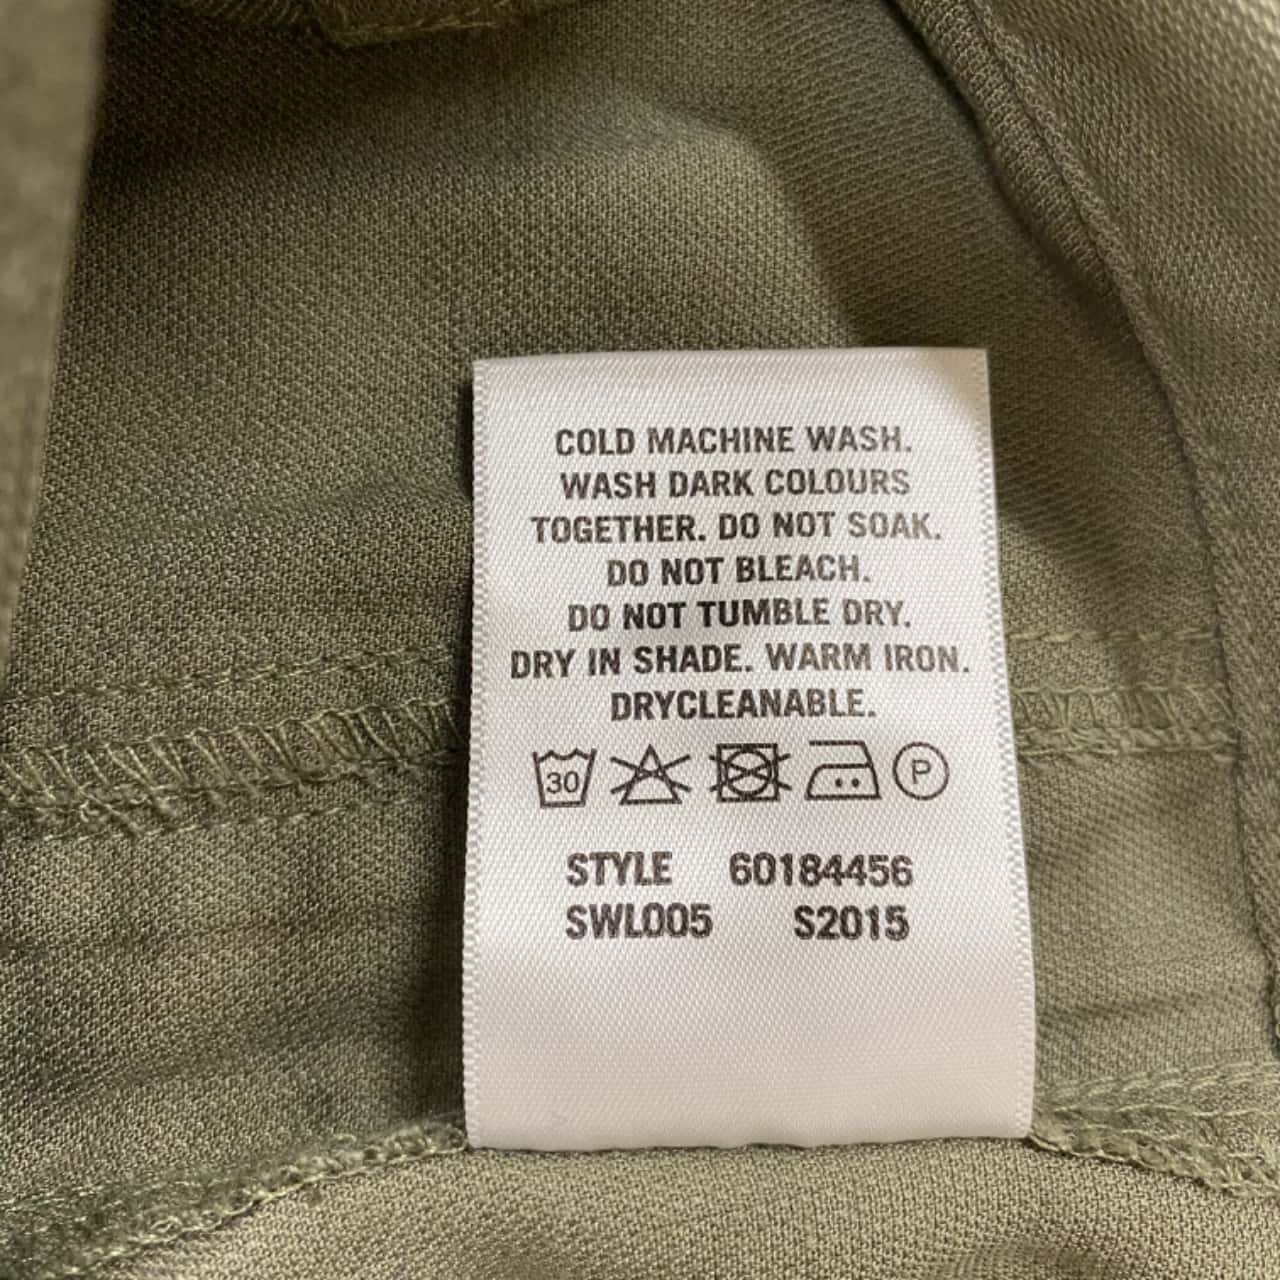 COLD MACHINE WASH.
WASH DARK COLOURS
TOGETHER. DO NOT SOAK.
DO NOT BLEACH.
DO NOT TUMBLE DRY.
DRY IN SHADE. WARM IRON.
DRYCLEANABLE.
30 P
STYLE 60184456
SWL005 S2015